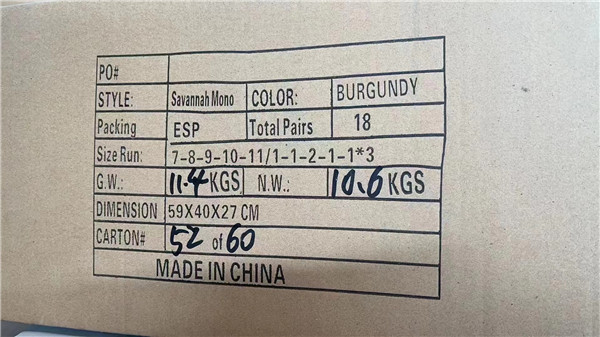 PO#
STYLE: Savannah Mono COLOR: BURGUNDY
Packing ESP Total Pairs 18
Size Run: 7-8-9-10-11/1-1-2-1-1*3
G.W.: 11.4 KGS N.W.: 10.6 KGS
DIMENSION 59X40X27 CM
CARTON# 52 of 60
MADE IN CHINA